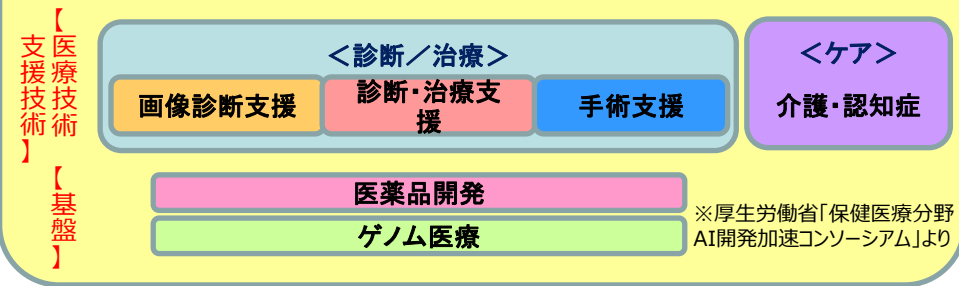 【医療技術
支援技術】
＜診断／治療＞
画像診断支援
診断・治療支
援
手術支援
＜ケア＞
介護・認知症
【基盤】
医薬品開発
ゲノム医療
※厚生労働省「保健医療分野
AI開発加速コンソーシアム」より